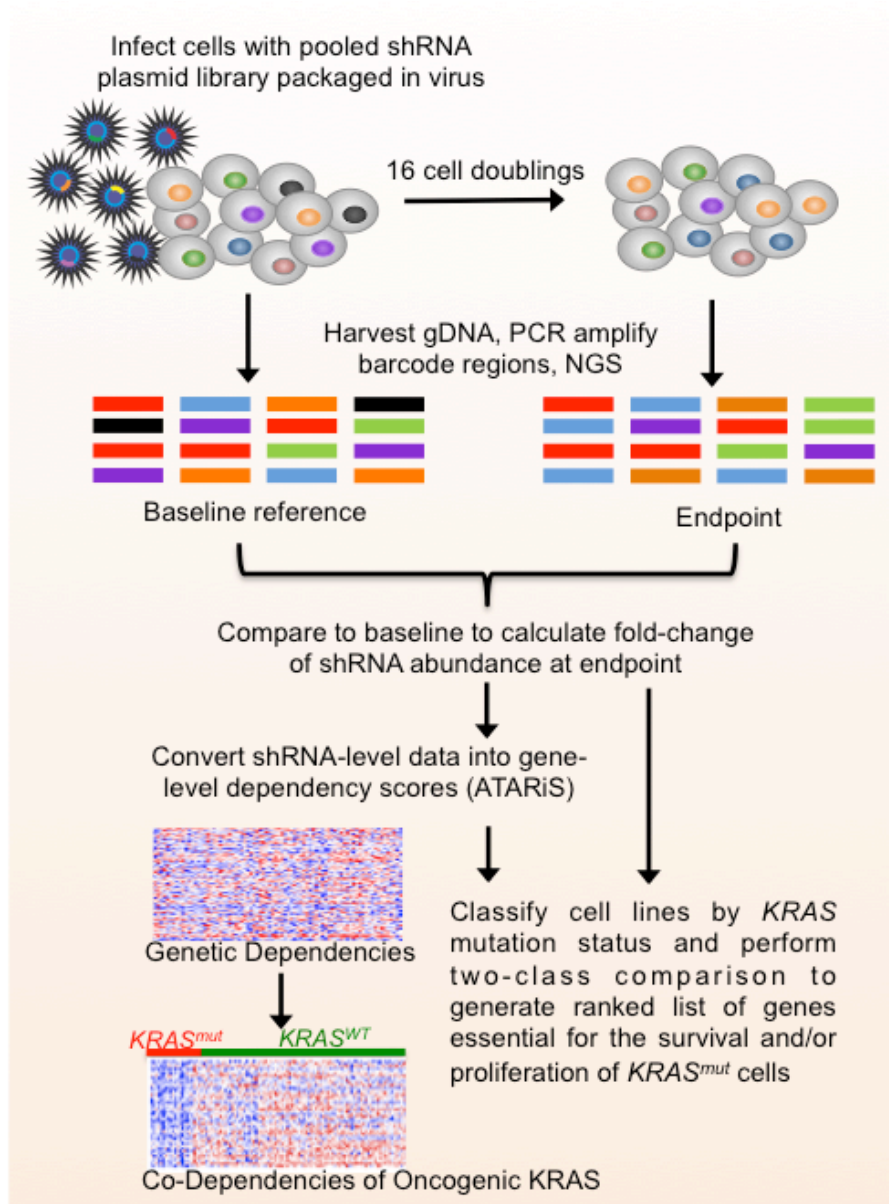 Infect cells with pooled shRNA
plasmid library packaged in virus
16 cell doublings
Harvest gDNA, PCR amplify
barcode regions, NGS
Baseline reference
Endpoint
Compare to baseline to calculate fold-change
of shRNA abundance at endpoint
Convert shRNA-level data into gene-
level dependency scores (ATARiS)
Genetic Dependencies
Classify cell lines by KRAS
mutation status and perform
two-class comparison to
generate ranked list of genes
essential for the survival and/or
proliferation of KRASmut cells
KRASmut
KRASWT
Co-Dependencies of Oncogenic KRAS